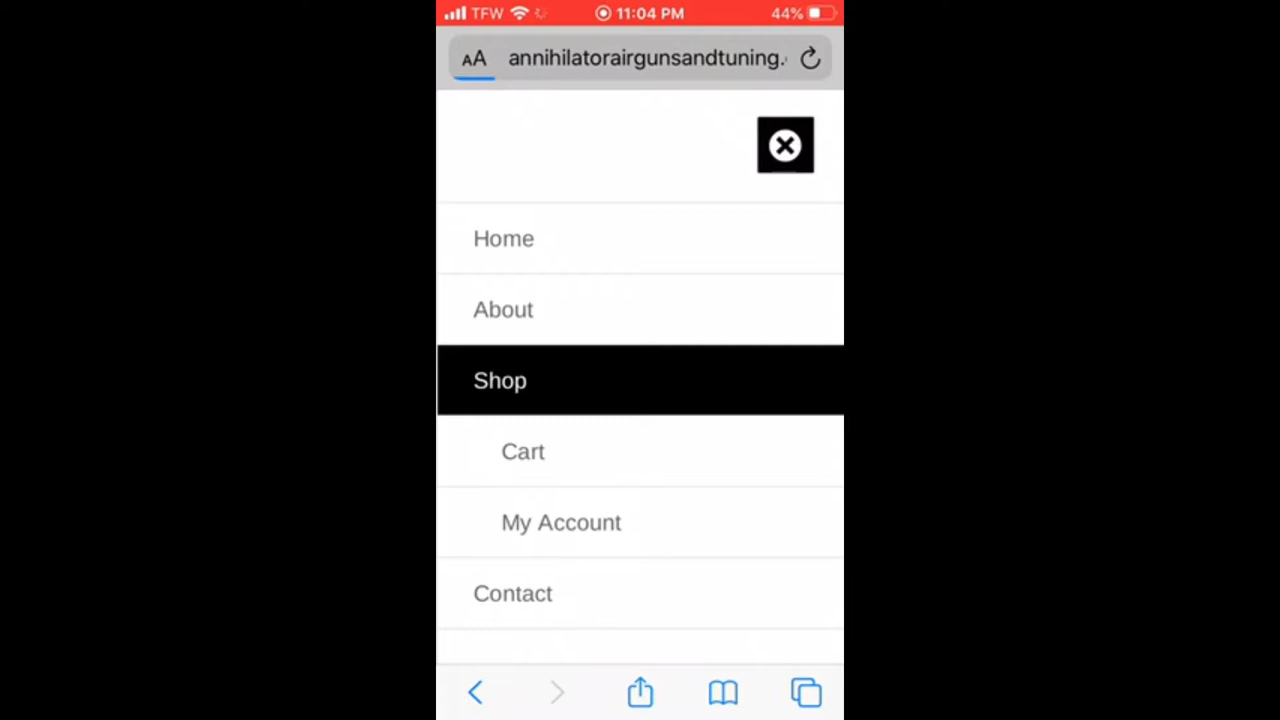 TFW 11:04 PM 44%
AA annihilatorairgunsandtuning.
Home
About
Shop
Cart
My Account
Contact